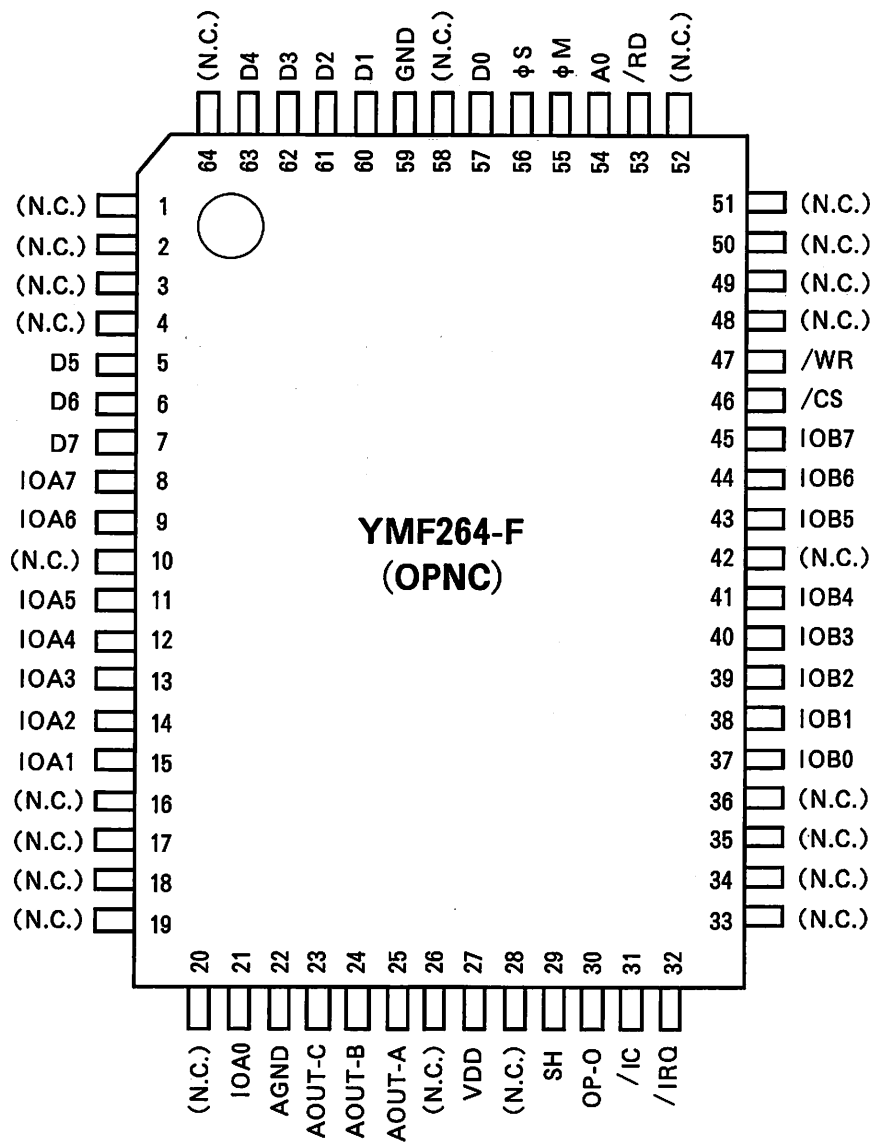 (N.C.) D4 D3 D2 D1 GND (N.C.) D0 φS φM A0 /RD (N.C.)
64 63 62 61 60 59 58 57 56 55 54 53 52
(N.C.) 1 51 (N.C.)
(N.C.) 2 50 (N.C.)
(N.C.) 3 49 (N.C.)
(N.C.) 4 48 (N.C.)
D5 5 47 /WR
D6 6 46 /CS
D7 7 45 IOB7
IOA7 8 44 IOB6
IOA6 9 43 IOB5
YMF264-F
(N.C.) 10 42 (N.C.)
(OPNC)
IOA5 11 41 IOB4
IOA4 12 40 IOB3
IOA3 13 39 IOB2
IOA2 14 38 IOB1
IOA1 15 37 IOB0
(N.C.) 16 36 (N.C.)
(N.C.) 17 35 (N.C.)
(N.C.) 18 34 (N.C.)
(N.C.) 19 33 (N.C.)
20 21 22 23 24 25 26 27 28 29 30 31 32
(N.C.) IOA0 AGND AOUT-C AOUT-B AOUT-A (N.C.) VDD (N.C.) SH OP-O /IC /IRQ